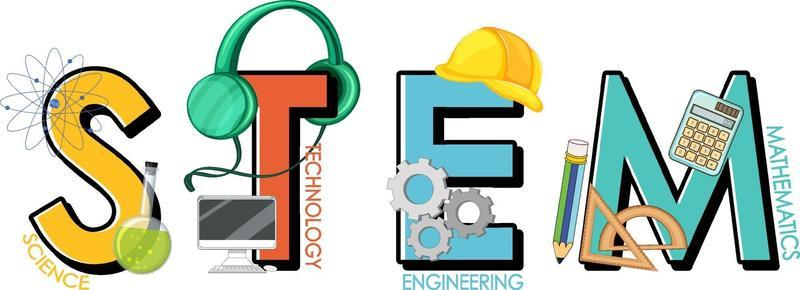 STEM
SCIENCE
TECHNOLOGY
ENGINEERING
MATHEMATICS